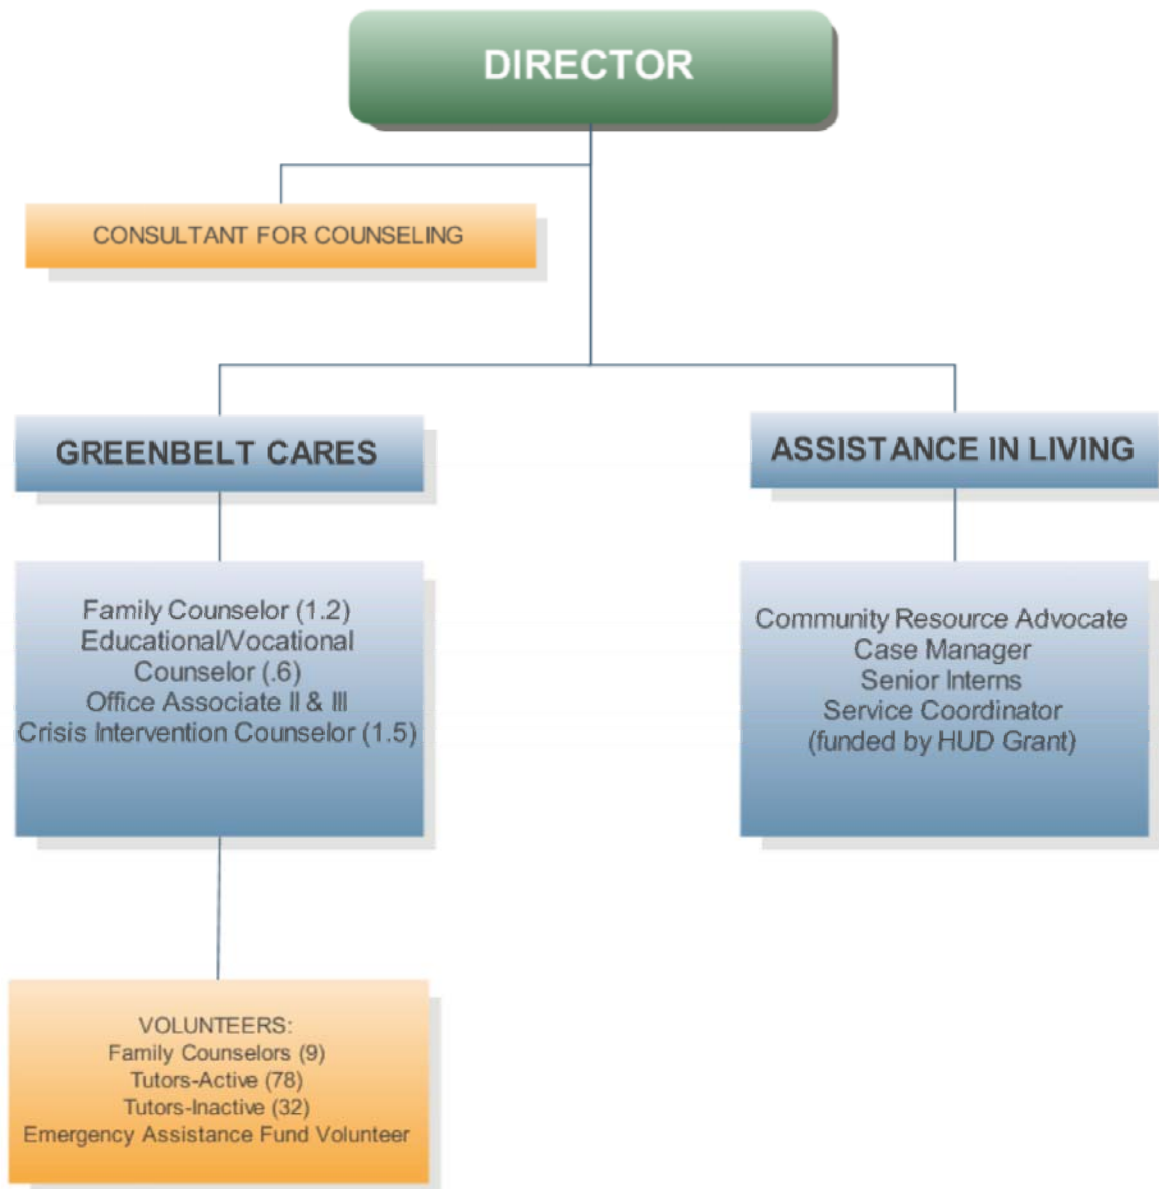 DIRECTOR
CONSULTANT FOR COUNSELING
GREENBELT CARES
ASSISTANCE IN LIVING
Family Counselor (1.2)
Educational/Vocational
Counselor (.6)
Office Associate II & III
Crisis Intervention Counselor (1.5)
Community Resource Advocate
Case Manager
Senior Interns
Service Coordinator
(funded by HUD Grant)
VOLUNTEERS:
Family Counselors (9)
Tutors-Active (78)
Tutors-Inactive (32)
Emergency Assistance Fund Volunteer